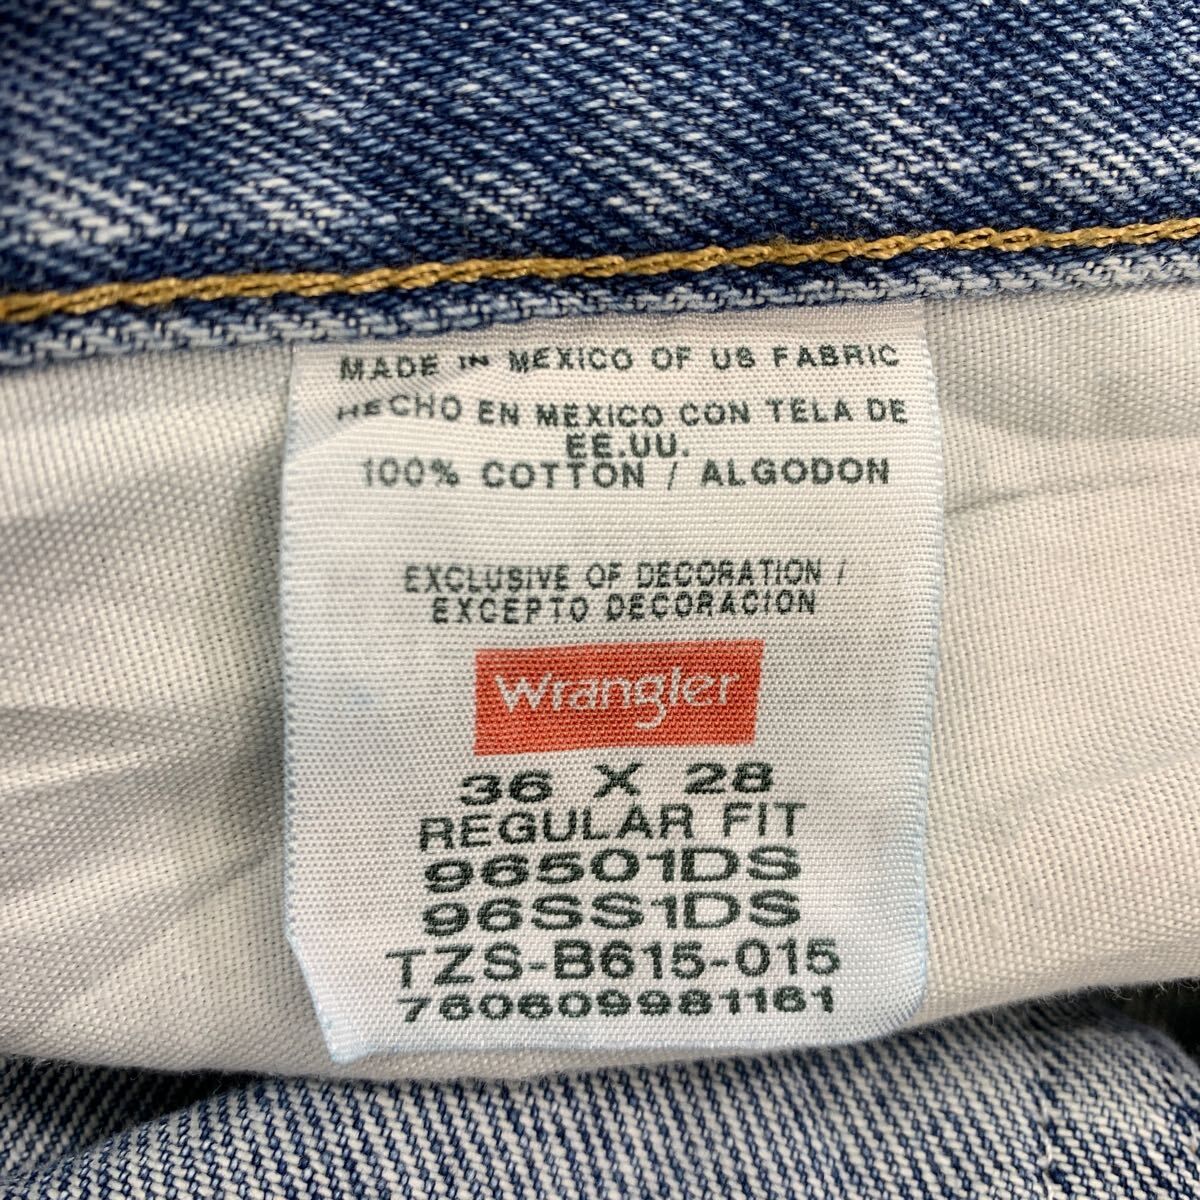 MADE IN MEXICO OF US FABRIC
HECHO EN MEXICO CON TELA DE
EE.UU.
100% COTTON / ALGODON
EXCLUSIVE OF DECORATION /
EXCEPTO DECORACION
Wrangler
36 X 28
REGULAR FIT
96501DS
96SS1DS
TZS-B615-015
760609981161